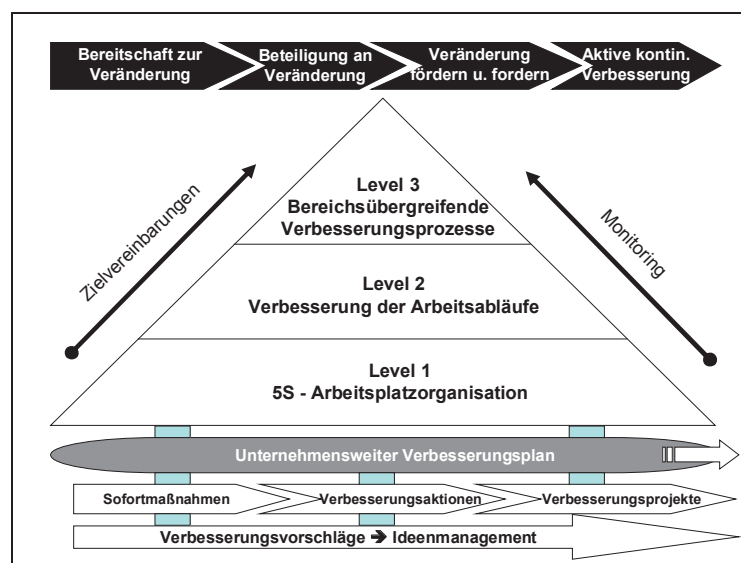 Bereitschaft zur
Veränderung
Beteiligung an
Veränderung
Veränderung
fördern u. fordern
Aktive kontin.
Verbesserung
Zielvereinbarungen
Monitoring
Level 3
Bereichsübergreifende
Verbesserungsprozesse
Level 2
Verbesserung der Arbeitsabläufe
Level 1
5S - Arbeitsplatzorganisation
Unternehmensweiter Verbesserungsplan
Sofortmaßnahmen
Verbesserungsaktionen
Verbesserungsprojekte
Verbesserungsvorschläge ➔ Ideenmanagement